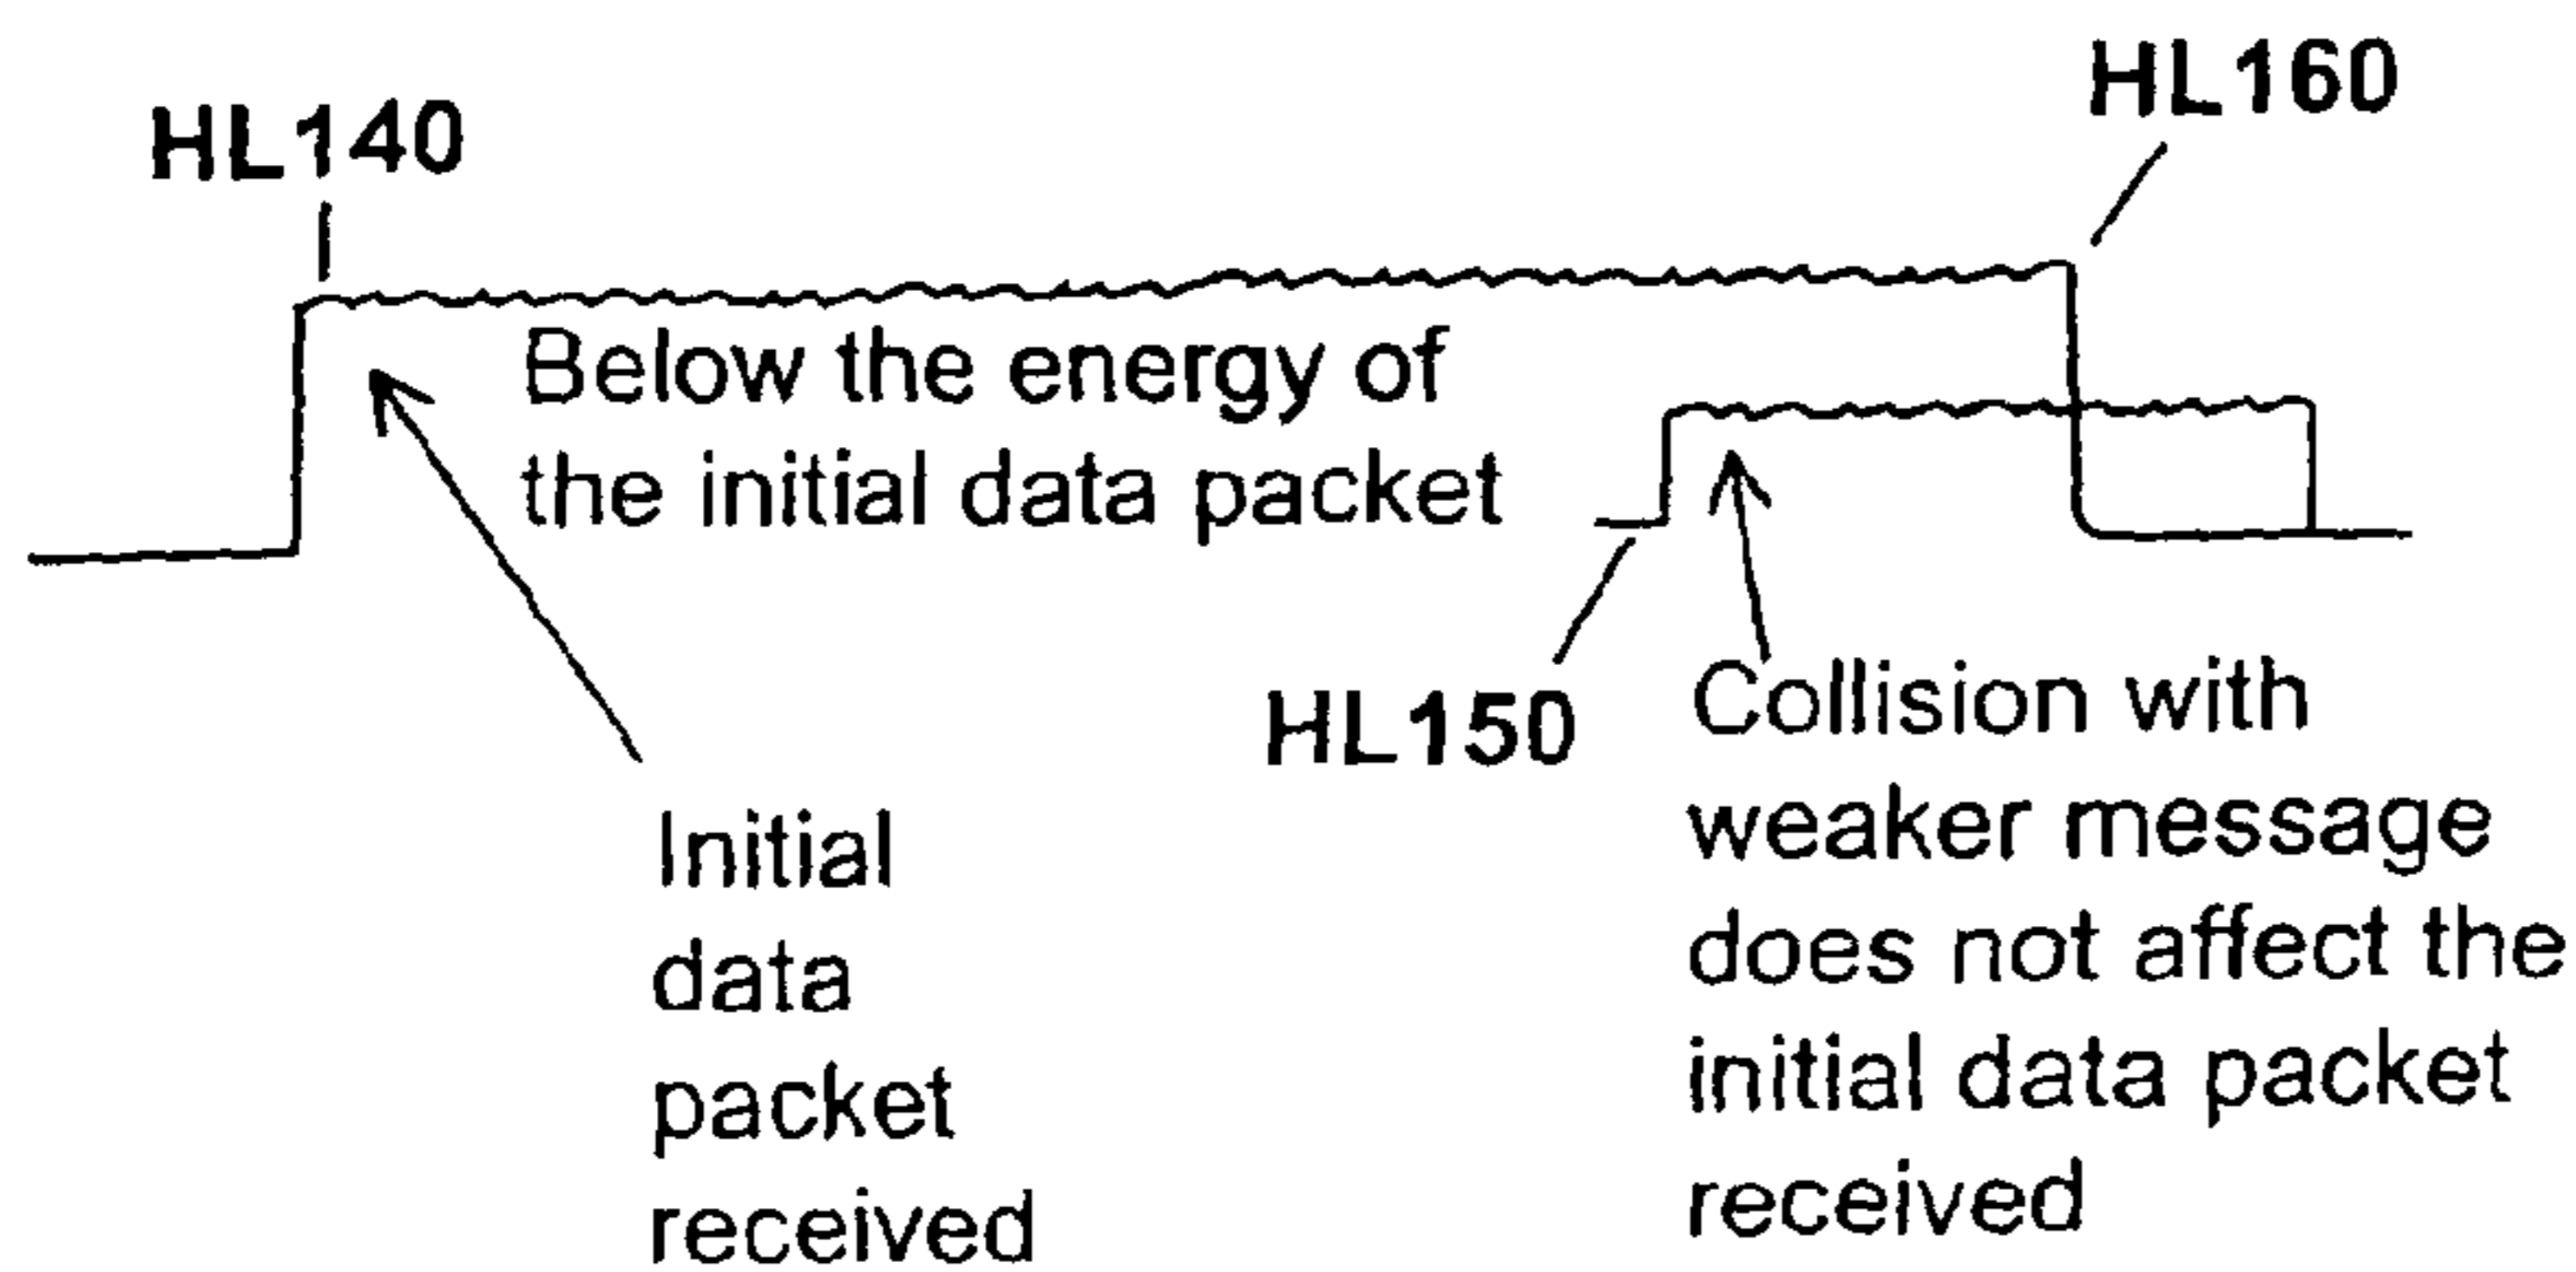 HL140
HL160
Below the energy of
the initial data packet
HL150
Collision with
weaker message
does not affect the
initial data packet
received
Initial
data
packet
received